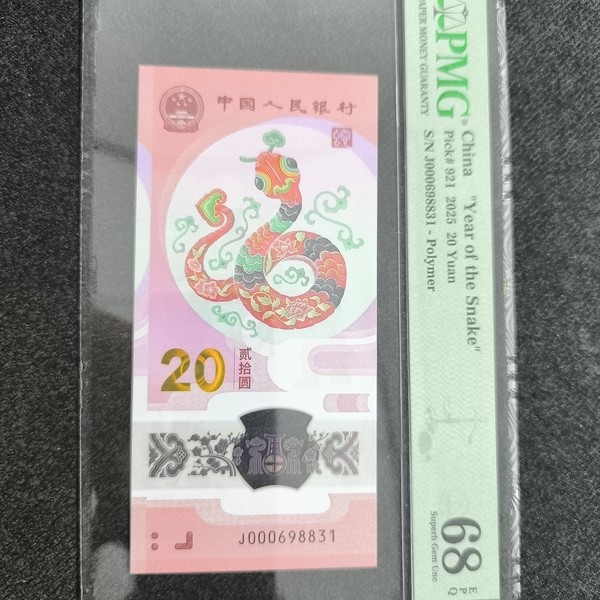 中国人民银行
20
贰拾圆
J000698831
PMG
PAPER MONEY GUARANTY
China "Year of the Snake"
Pick# 921 2025 20 Yuan
S/N J000698831 - Polymer
68
EPQ
Superb Gem Unc